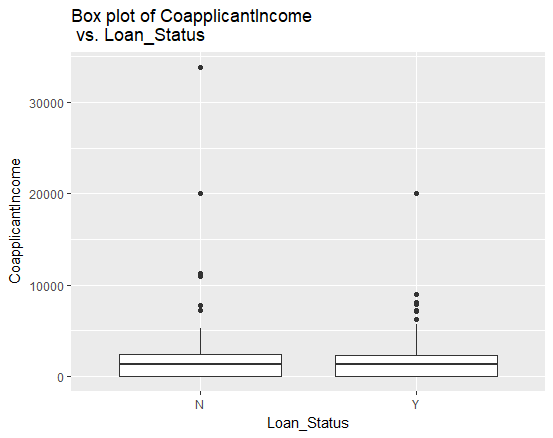 Box plot of CoapplicantIncome
vs. Loan_Status
30000
20000
10000
0
CoapplicantIncome
N
Y
Loan_Status